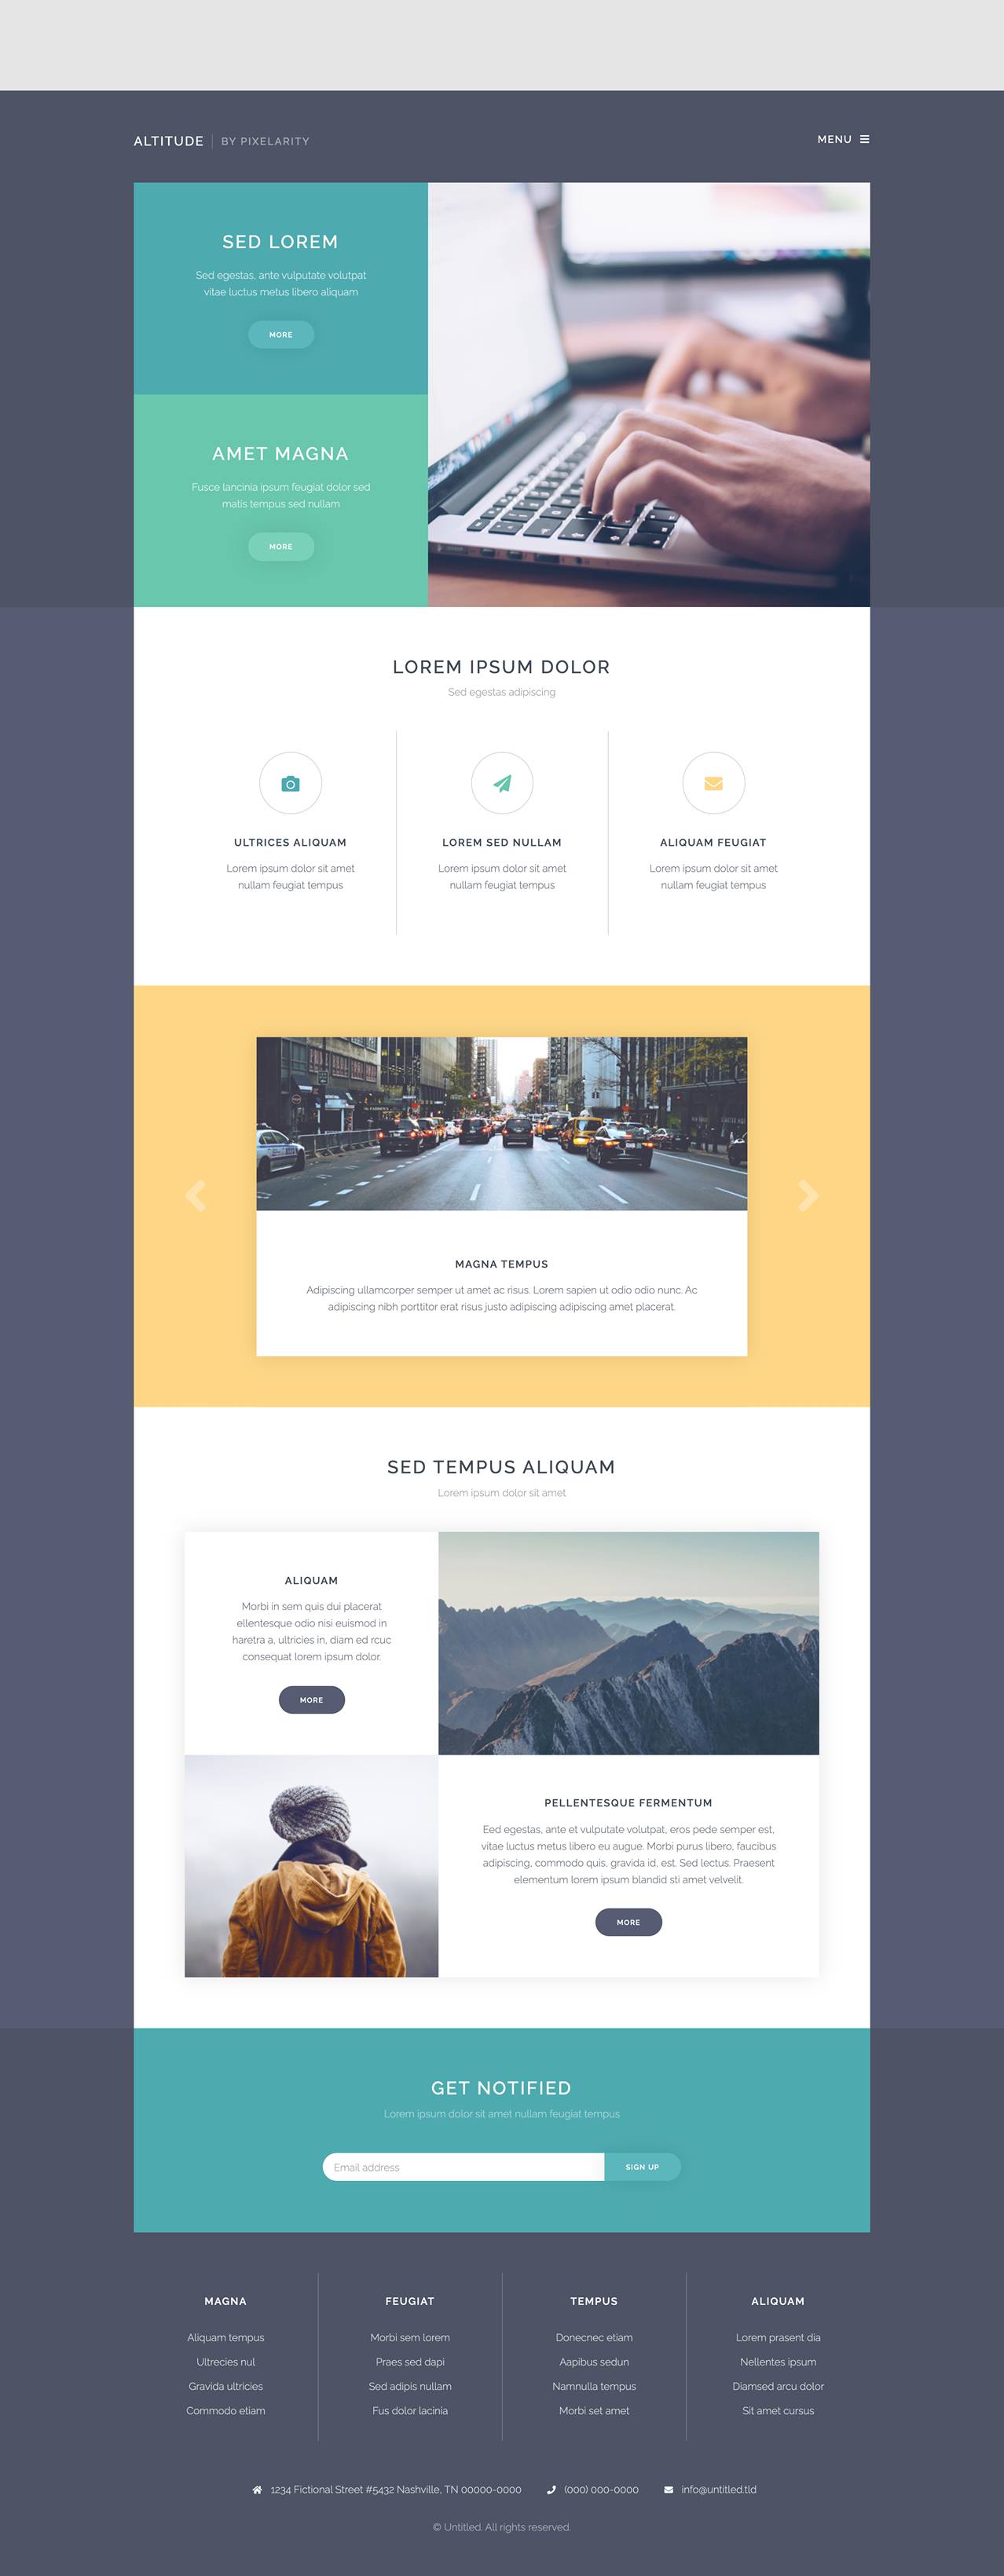 ALTITUDE BY PIXELARITY
MENU
SED LOREM
Sed egestas, ante vulputate volutpat
vitae luctus metus libero aliquam
MORE
AMET MAGNA
Fusce lancinia ipsum feugiat dolor sed
matis tempus sed nullam
MORE
LOREM IPSUM DOLOR
Sed egestas adipiscing
ULTRICES ALIQUAM
Lorem ipsum dolor sit amet
nullam feugiat tempus
LOREM SED NULLAM
Lorem ipsum dolor sit amet
nullam feugiat tempus
ALIQUAM FEUGIAT
Lorem ipsum dolor sit amet
nullam feugiat tempus
MAGNA TEMPUS
Adipiscing ullamcorper semper ut amet ac risus. Lorem sapien ut odio odio nunc. Ac
adipiscing nibh porttitor erat risus justo adipiscing adipiscing amet placerat.
SED TEMPUS ALIQUAM
Lorem ipsum dolor sit amet
ALIQUAM
Morbi in sem quis dui placerat
ellentesque odio nisi euismod in
haretra a, ultricies in, diam ed rcuc
consequat lorem ipsum dolor.
MORE
PELLENTESQUE FERMENTUM
Eed egestas, ante et vulputate volutpat, eros pede semper est,
vitae luctus metus libero eu augue. Morbi purus libero, faucibus
adipiscing, commodo quis, gravida id, est. Sed lectus. Praesent
elementum lorem ipsum blandid sti amet velvelit.
MORE
GET NOTIFIED
Lorem ipsum dolor sit amet nullam feugiat tempus
Email address
SIGN UP
MAGNA
Aliquam tempus
Ultrecies nul
Gravida ultricies
Commodo etiam
FEUGIAT
Morbi sem lorem
Praes sed dapi
Sed adipis nullam
Fus dolor lacinia
TEMPUS
Donecnec etiam
Aapibus sedun
Namnulla tempus
Morbi set amet
ALIQUAM
Lorem prasent dia
Nellentes ipsum
Diamsed arcu dolor
Sit amet cursus
1234 Fictional Street #5432 Nashville, TN 00000-0000
(000) 000-0000
info@untitled.tld
© Untitled. All rights reserved.